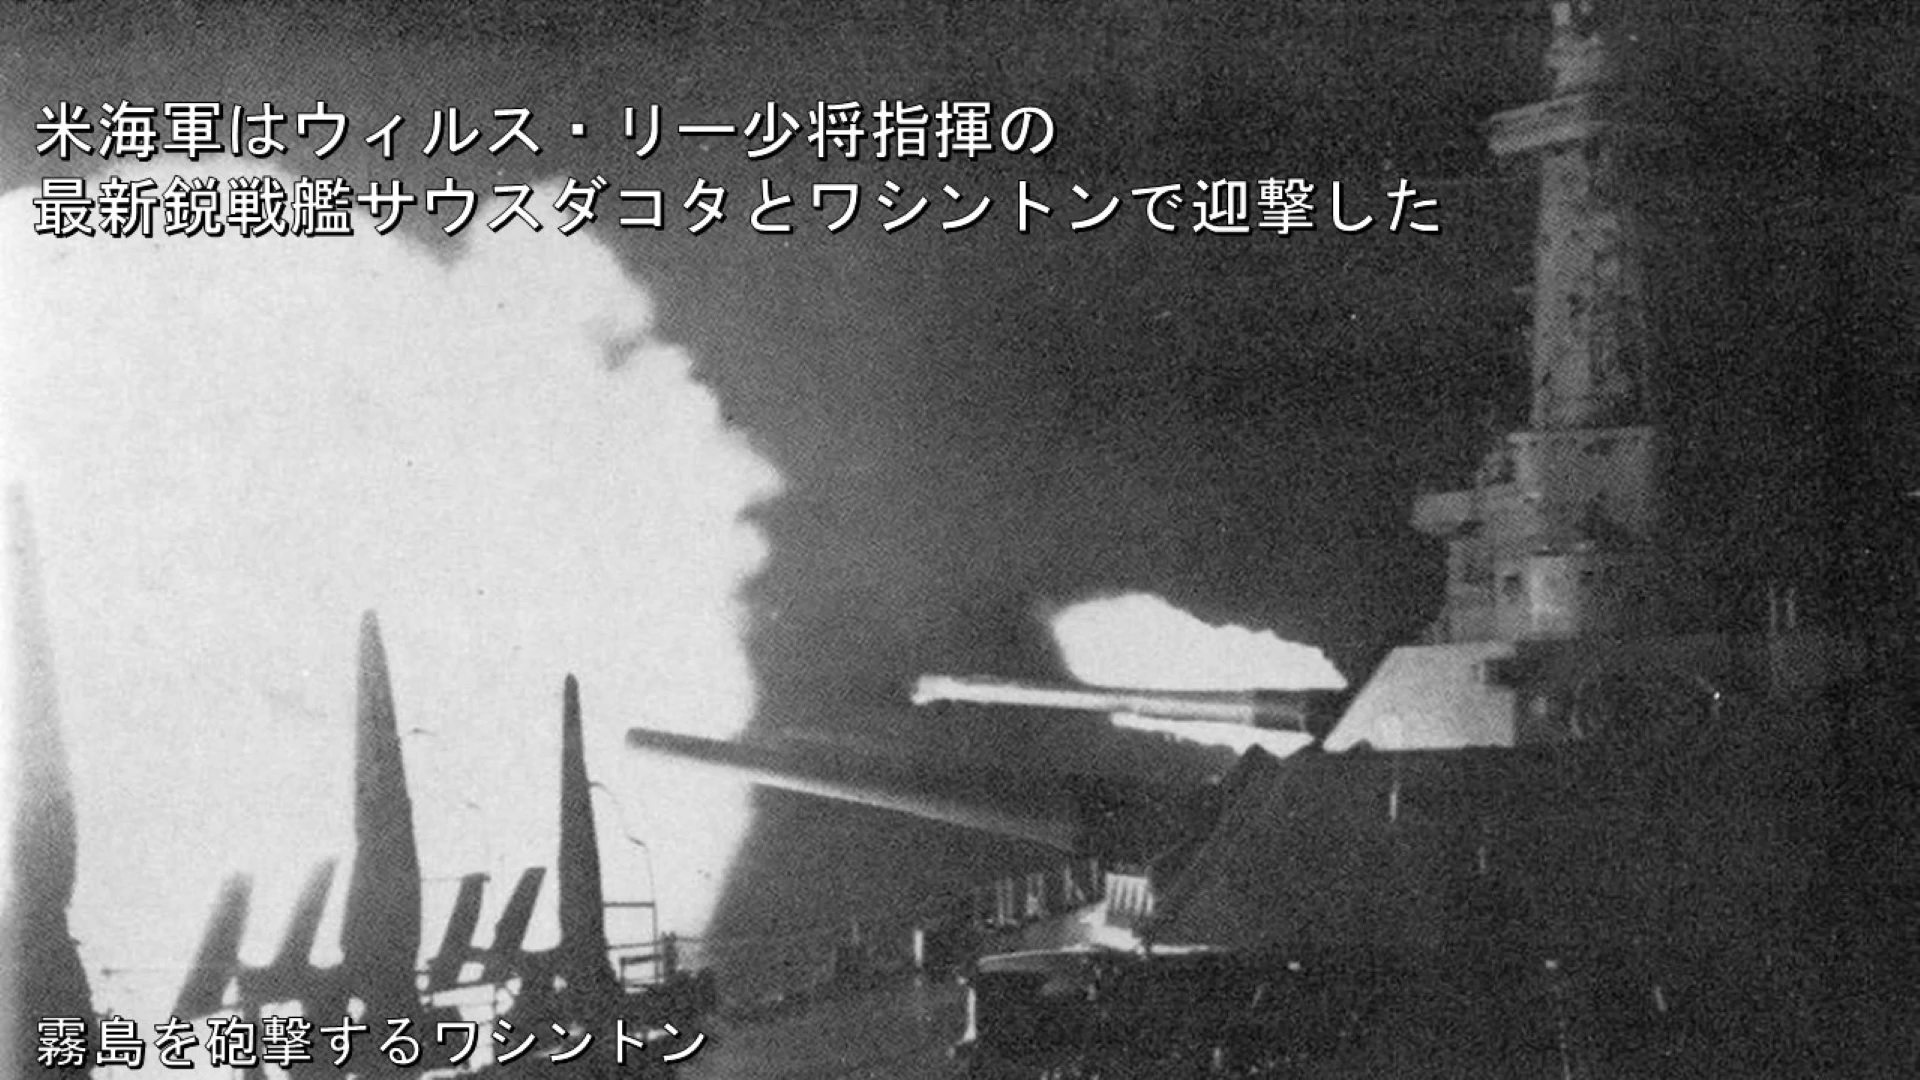 米海軍はウィルス・リー少将指揮の
最新鋭戦艦サウスダコタとワシントンで迎撃した
霧島を砲撃するワシントン